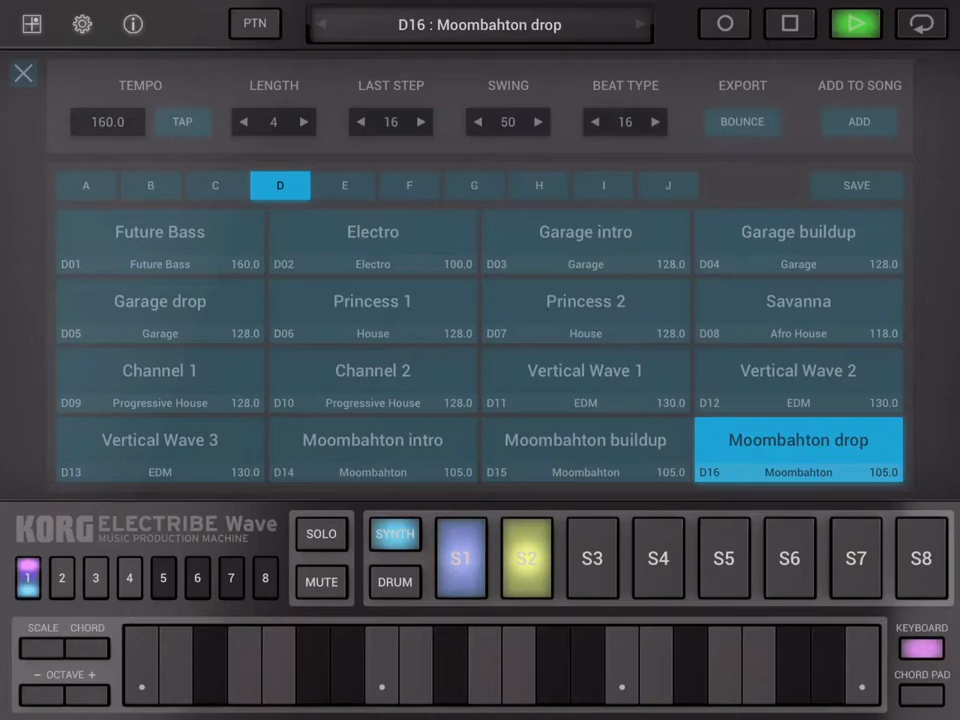 PTN
D16 : Moombahton drop
TEMPO LENGTH LAST STEP SWING BEAT TYPE EXPORT ADD TO SONG
160.0 TAP 4 16 50 16 BOUNCE ADD
A B C D E F G H I J SAVE
Future Bass Electro Garage intro Garage buildup
D01 Future Bass 160.0 D02 Electro 100.0 D03 Garage 128.0 D04 Garage 128.0
Garage drop Princess 1 Princess 2 Savanna
D05 Garage 128.0 D06 House 128.0 D07 House 128.0 D08 Afro House 118.0
Channel 1 Channel 2 Vertical Wave 1 Vertical Wave 2
D09 Progressive House 128.0 D10 Progressive House 128.0 D11 EDM 130.0 D12 EDM 130.0
Vertical Wave 3 Moombahton intro Moombahton buildup Moombahton drop
D13 EDM 130.0 D14 Moombahton 105.0 D15 Moombahton 105.0 D16 Moombahton 105.0
KORG ELECTRIBE Wave
MUSIC PRODUCTION MACHINE
SOLO SYNTH S1 S2 S3 S4 S5 S6 S7 S8
1 2 3 4 5 6 7 8 MUTE DRUM
SCALE CHORD KEYBOARD
− OCTAVE + CHORD PAD